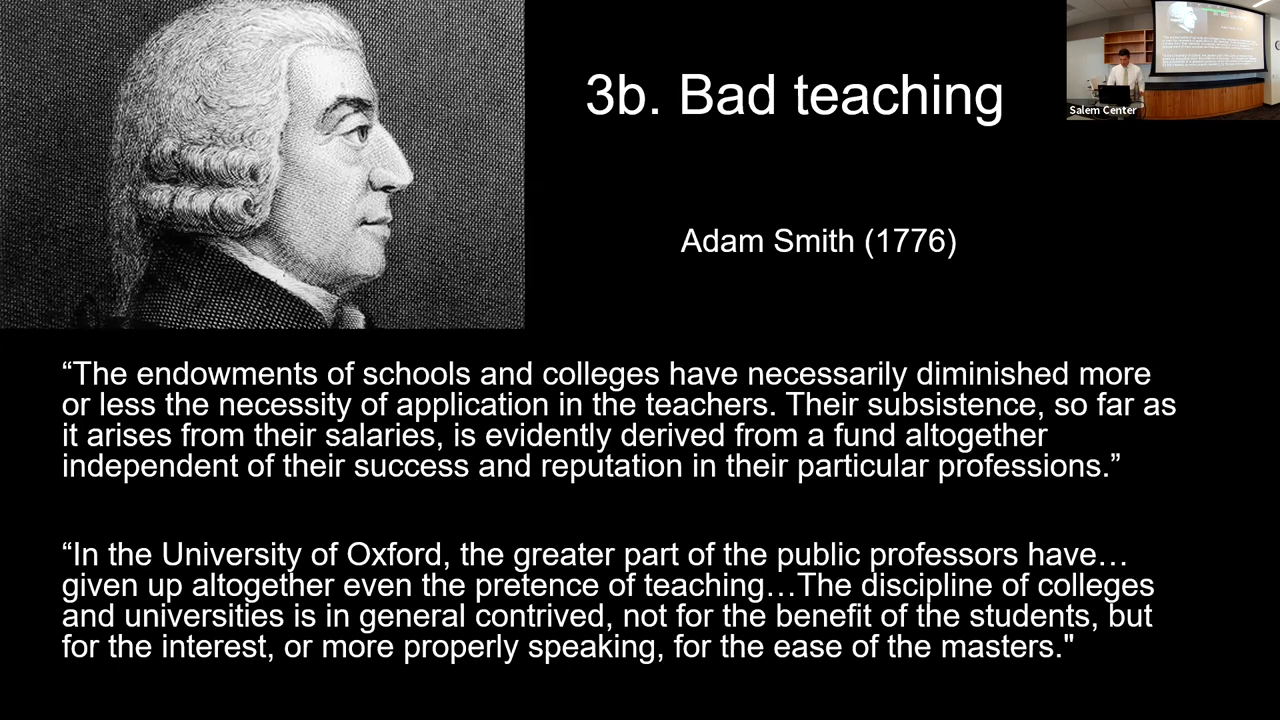 3b. Bad teaching
Salem Center
Adam Smith (1776)
“The endowments of schools and colleges have necessarily diminished more
or less the necessity of application in the teachers. Their subsistence, so far as
it arises from their salaries, is evidently derived from a fund altogether
independent of their success and reputation in their particular professions.”
“In the University of Oxford, the greater part of the public professors have…
given up altogether even the pretence of teaching…The discipline of colleges
and universities is in general contrived, not for the benefit of the students, but
for the interest, or more properly speaking, for the ease of the masters."